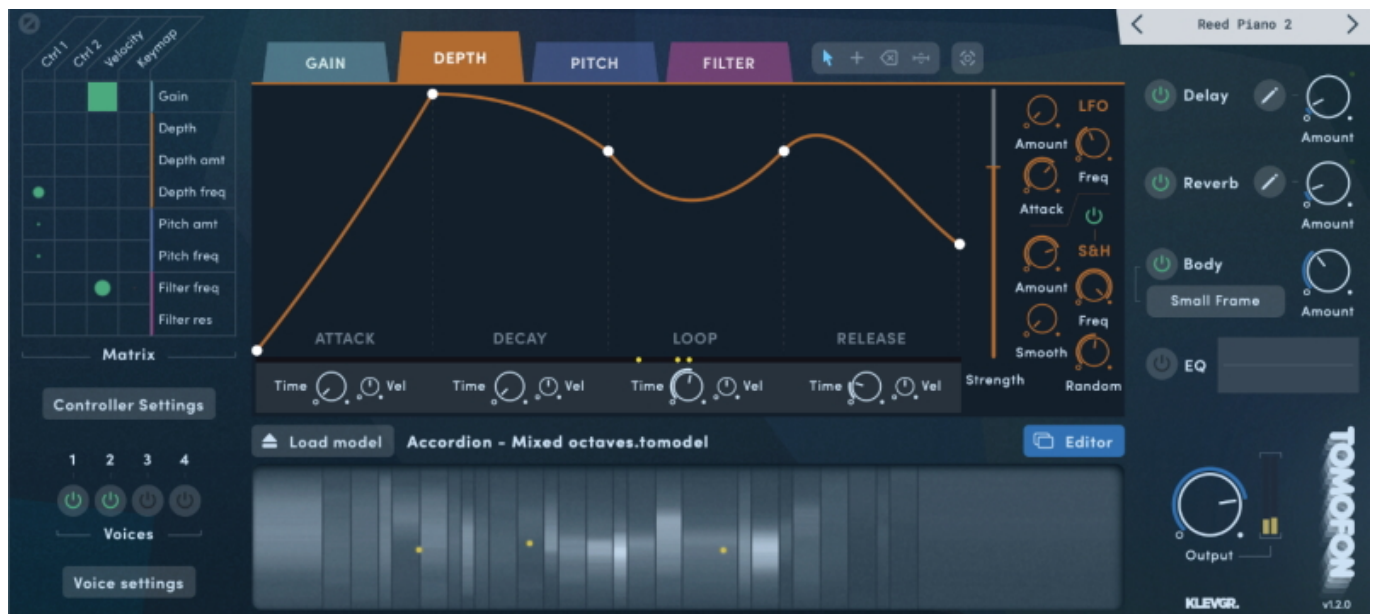 Ctrl 1
Ctrl 2
Velocity
Keymap
Gain
Depth
Depth amt
Depth freq
Pitch amt
Pitch freq
Filter freq
Filter res
Matrix
Controller Settings
1 2 3 4
Voices
Voice settings
GAIN DEPTH PITCH FILTER
ATTACK DECAY LOOP RELEASE
Time Vel Time Vel Time Vel Time Vel
Strength
LFO
Amount
Freq
Attack
S&H
Amount
Freq
Smooth
Random
Load model Accordion - Mixed octaves.tomodel Editor
Reed Piano 2
Delay
Amount
Reverb
Amount
Body
Small Frame
Amount
EQ
Output
TOMOFON
KLEVGR. v1.2.0